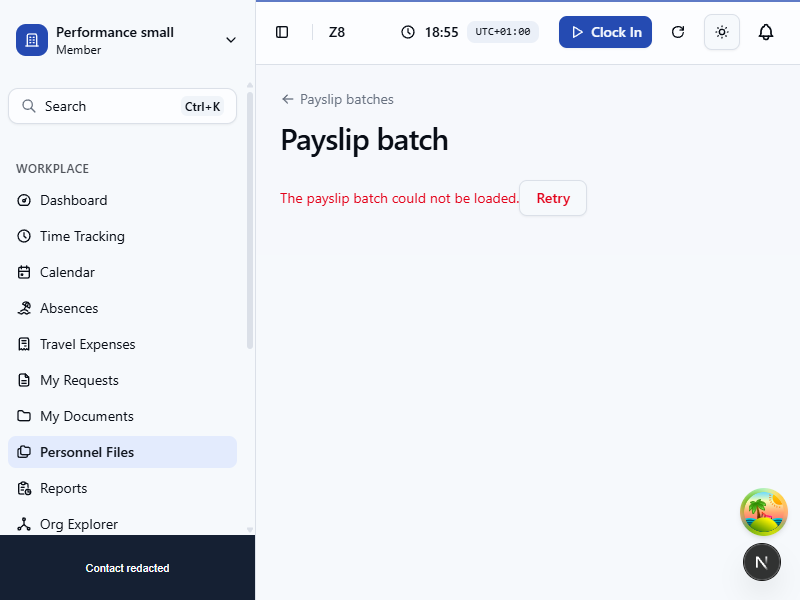 Performance small
Member
Search
Ctrl+K
WORKPLACE
Dashboard
Time Tracking
Calendar
Absences
Travel Expenses
My Requests
My Documents
Personnel Files
Reports
Org Explorer
Contact redacted
Z8
18:55
UTC+01:00
Clock In
Payslip batches
Payslip batch
The payslip batch could not be loaded.
Retry
N